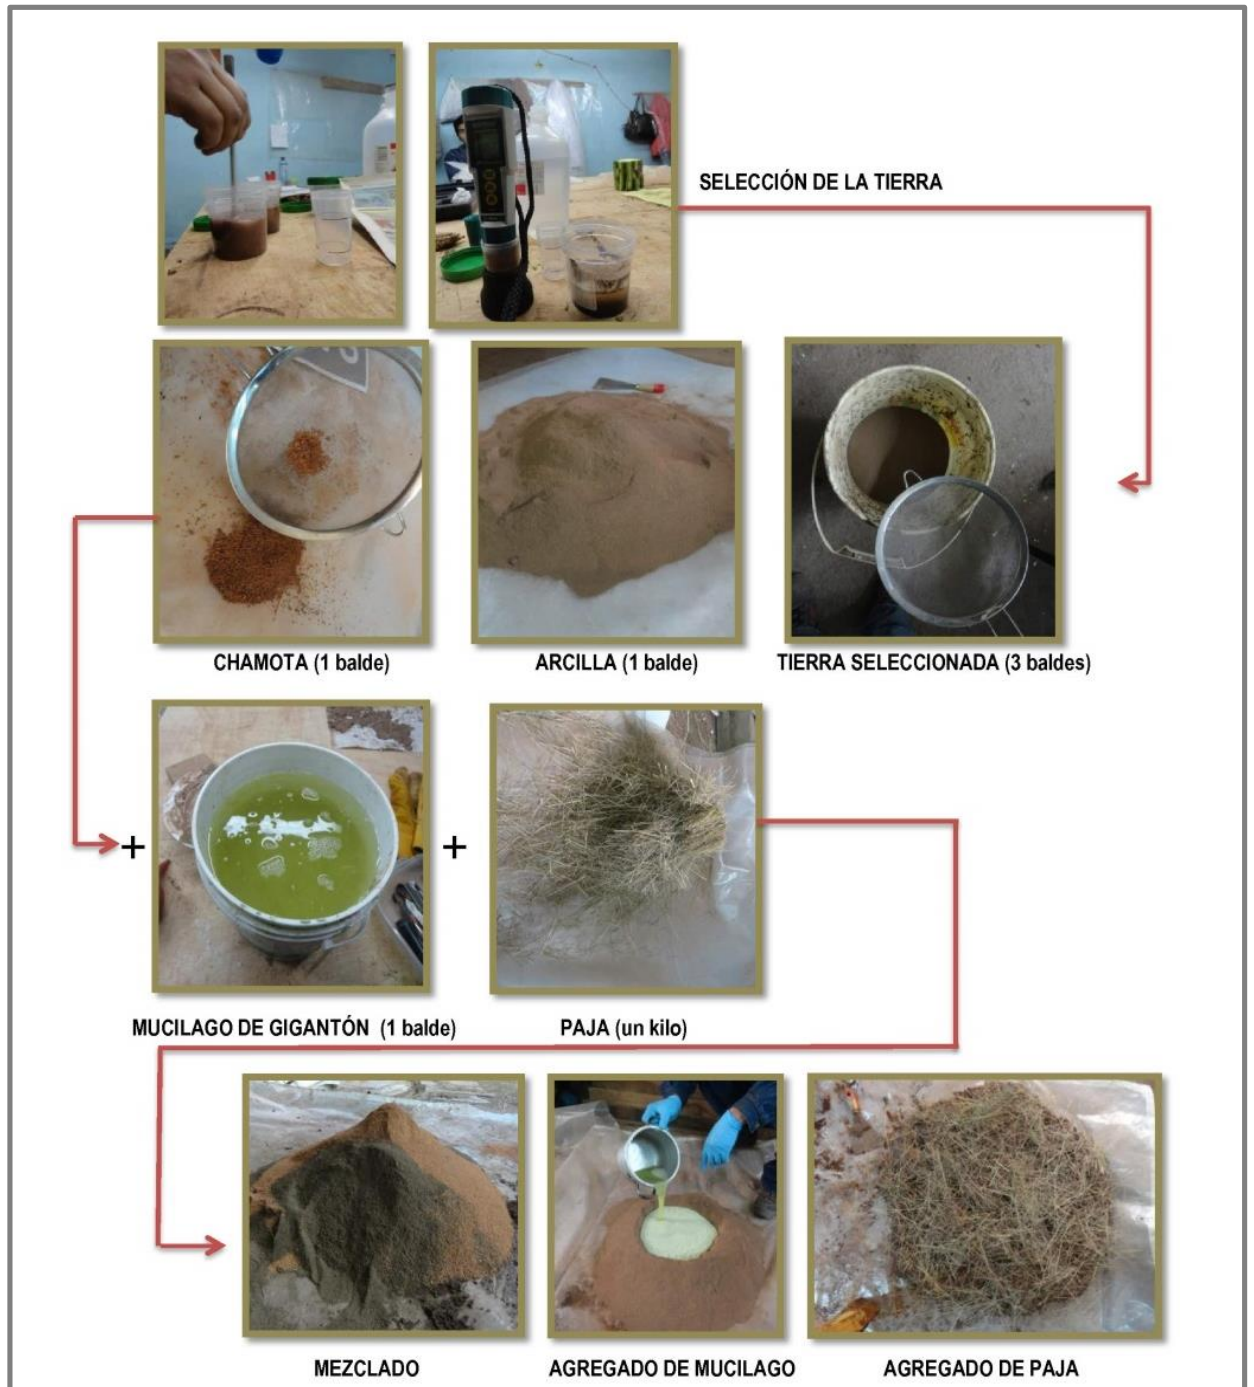 SELECCIÓN DE LA TIERRA
CHAMOTA (1 balde)
ARCILLA (1 balde)
TIERRA SELECCIONADA (3 baldes)
+
+
MUCILAGO DE GIGANTÓN (1 balde)
PAJA (un kilo)
MEZCLADO
AGREGADO DE MUCILAGO
AGREGADO DE PAJA